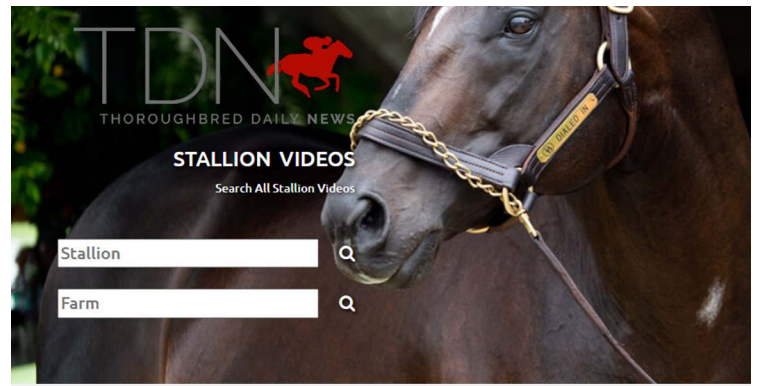 TDN
THOROUGHBRED DAILY NEWS
STALLION VIDEOS
Search All Stallion Videos
Stallion
Farm
DIALED IN